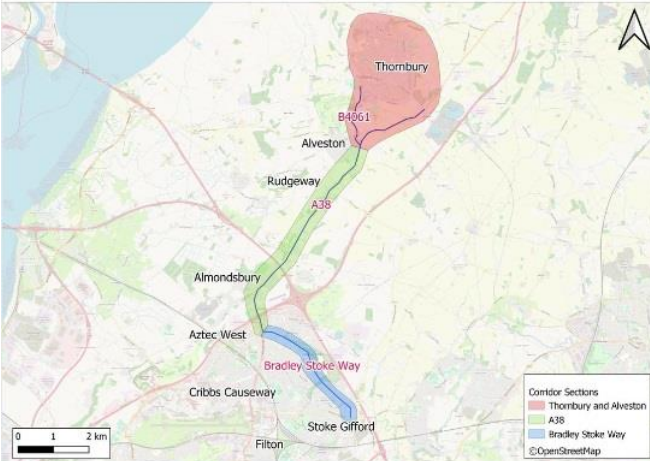 Thornbury
B4061
Alveston
Rudgeway
A38
Almondsbury
Aztec West
Bradley Stoke Way
Cribbs Causeway
Stoke Gifford
Filton
0 1 2 km
Corridor Sections
Thornbury and Alveston
A38
Bradley Stoke Way
©OpenStreetMap